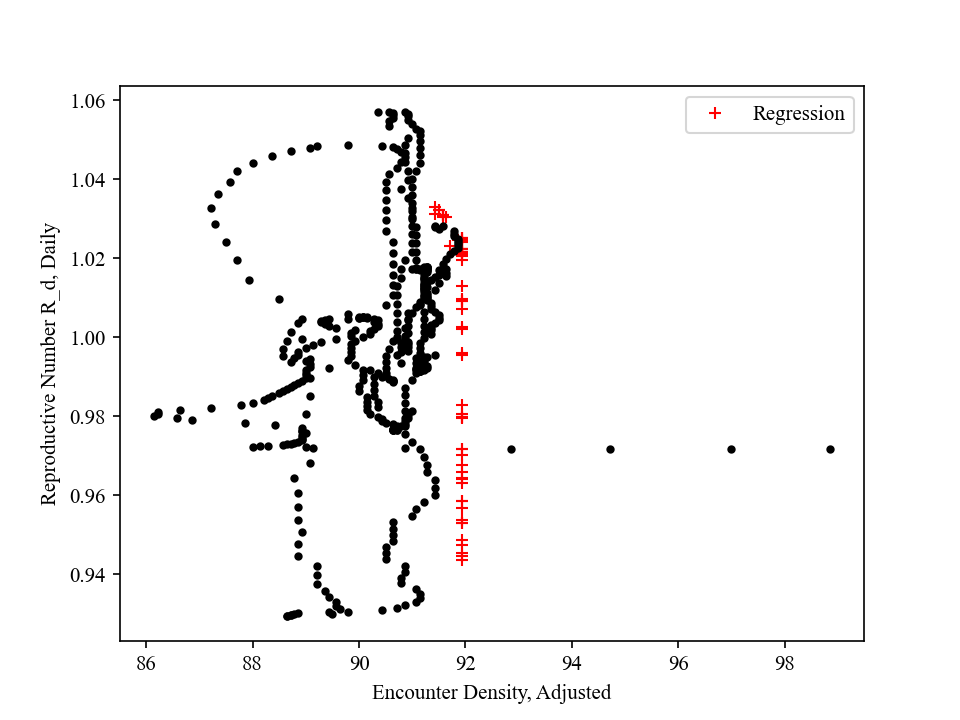 Regression
1.06
1.04
1.02
1.00
0.98
0.96
0.94
Reproductive Number R_d, Daily
86 88 90 92 94 96 98
Encounter Density, Adjusted